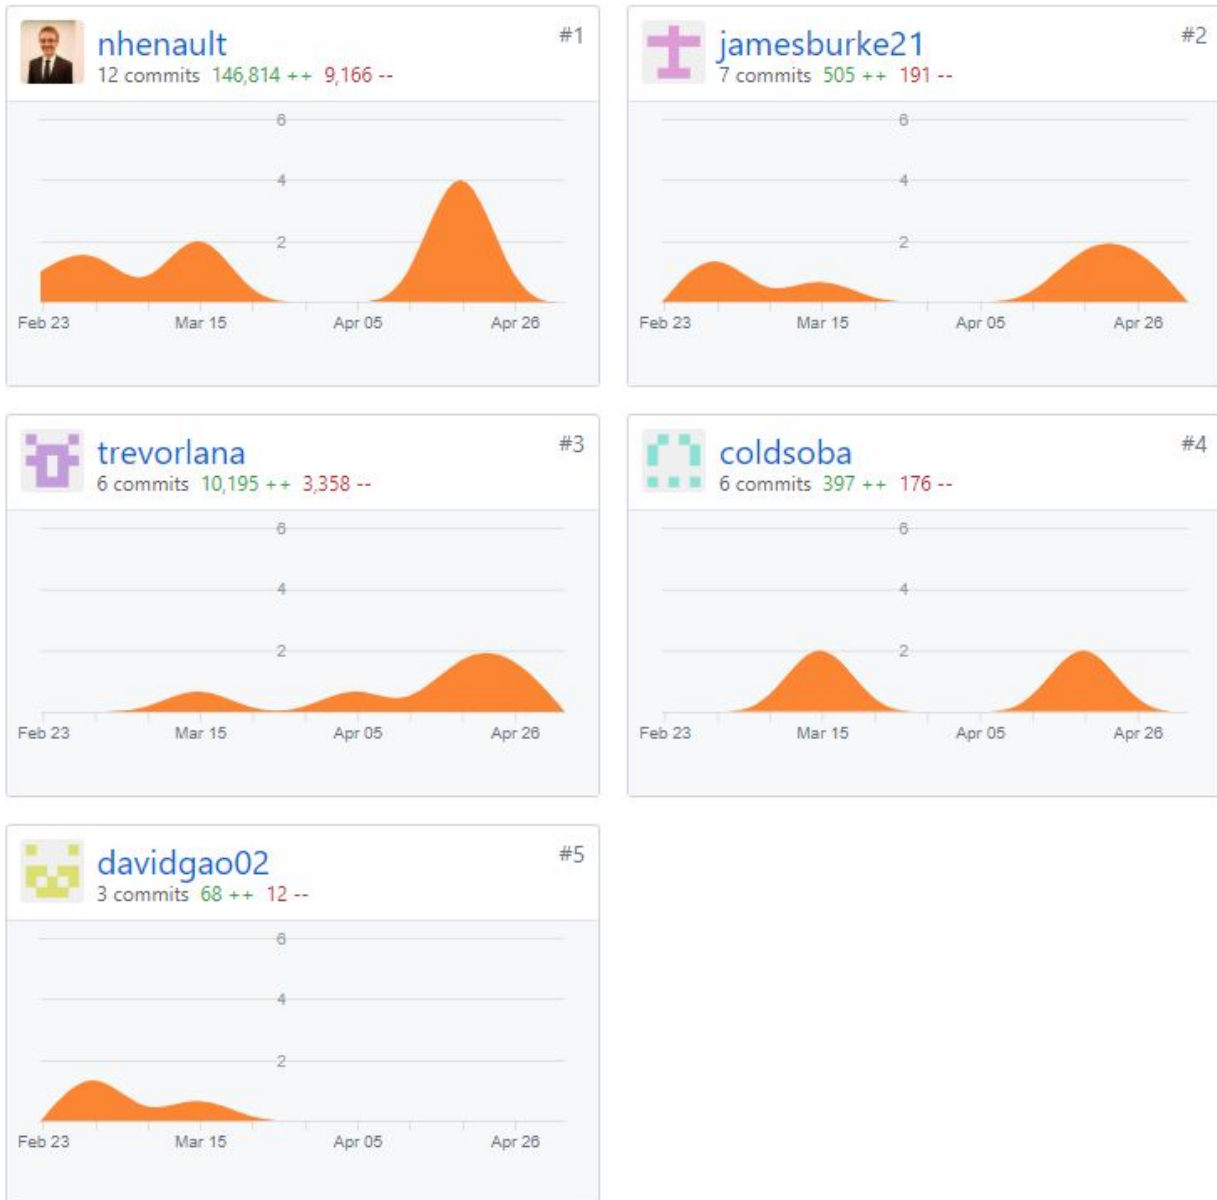 nhenault
#1
12 commits 146,814 ++ 9,166 --
6
4
2
Feb 23 Mar 15 Apr 05 Apr 26
jamesburke21
#2
7 commits 505 ++ 191 --
6
4
2
Feb 23 Mar 15 Apr 05 Apr 26
trevorlana
#3
6 commits 10,195 ++ 3,358 --
6
4
2
Feb 23 Mar 15 Apr 05 Apr 26
coldsoba
#4
6 commits 397 ++ 176 --
6
4
2
Feb 23 Mar 15 Apr 05 Apr 26
davidgao02
#5
3 commits 68 ++ 12 --
6
4
2
Feb 23 Mar 15 Apr 05 Apr 26